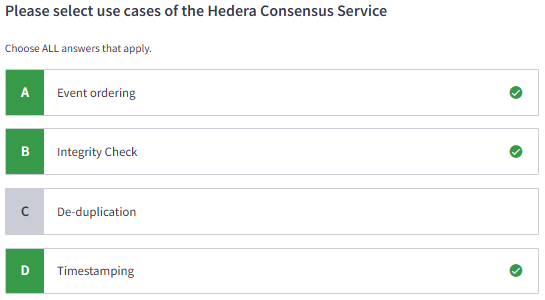 Please select use cases of the Hedera Consensus Service
Choose ALL answers that apply.
A Event ordering
B Integrity Check
C De-duplication
D Timestamping